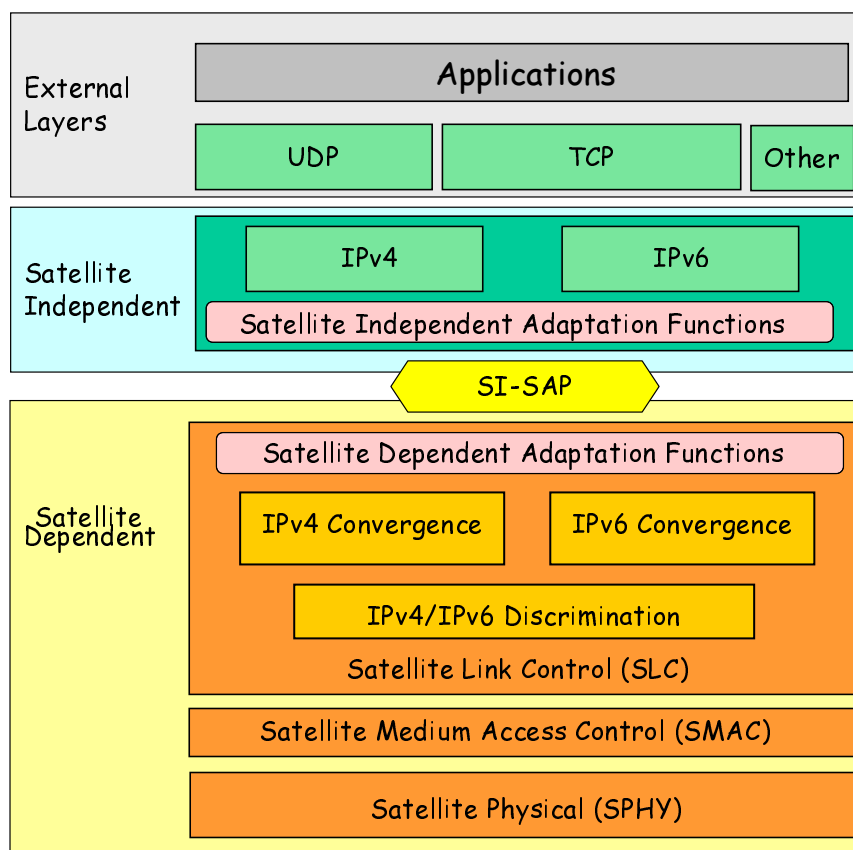 External
Layers
Applications
UDP
TCP
Other
Satellite
Independent
IPv4
IPv6
Satellite Independent Adaptation Functions
SI-SAP
Satellite
Dependent
Satellite Dependent Adaptation Functions
IPv4 Convergence
IPv6 Convergence
IPv4/IPv6 Discrimination
Satellite Link Control (SLC)
Satellite Medium Access Control (SMAC)
Satellite Physical (SPHY)